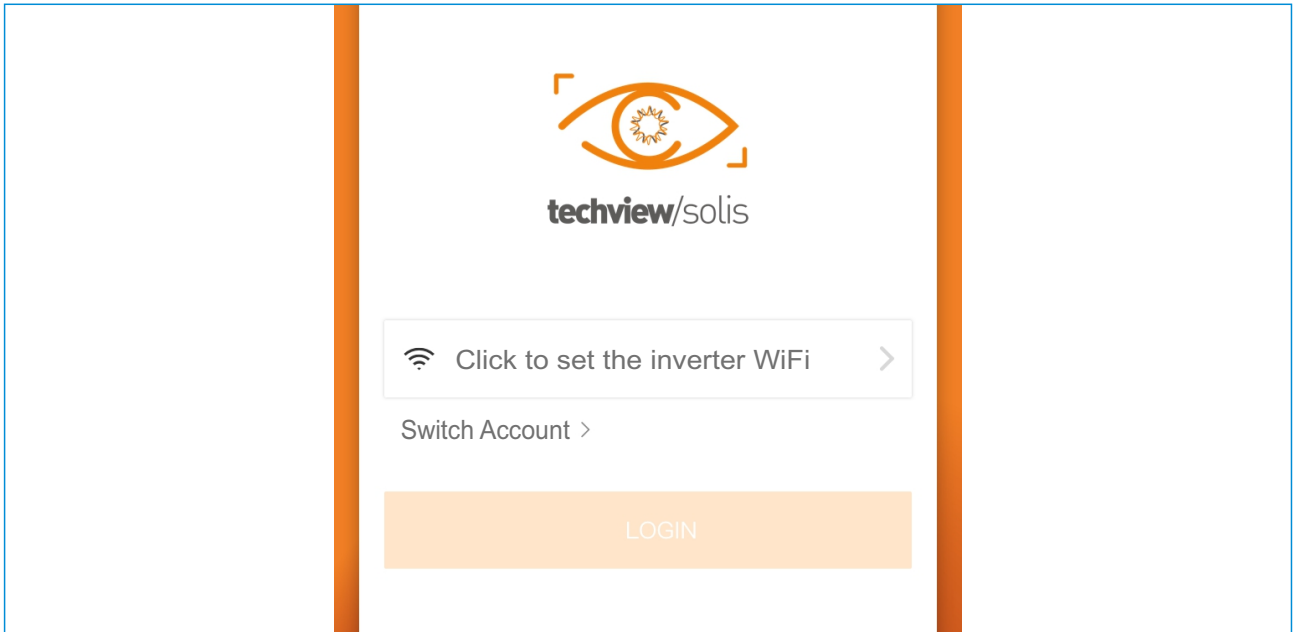 techview/solis
Click to set the inverter WiFi
Switch Account >
LOGIN